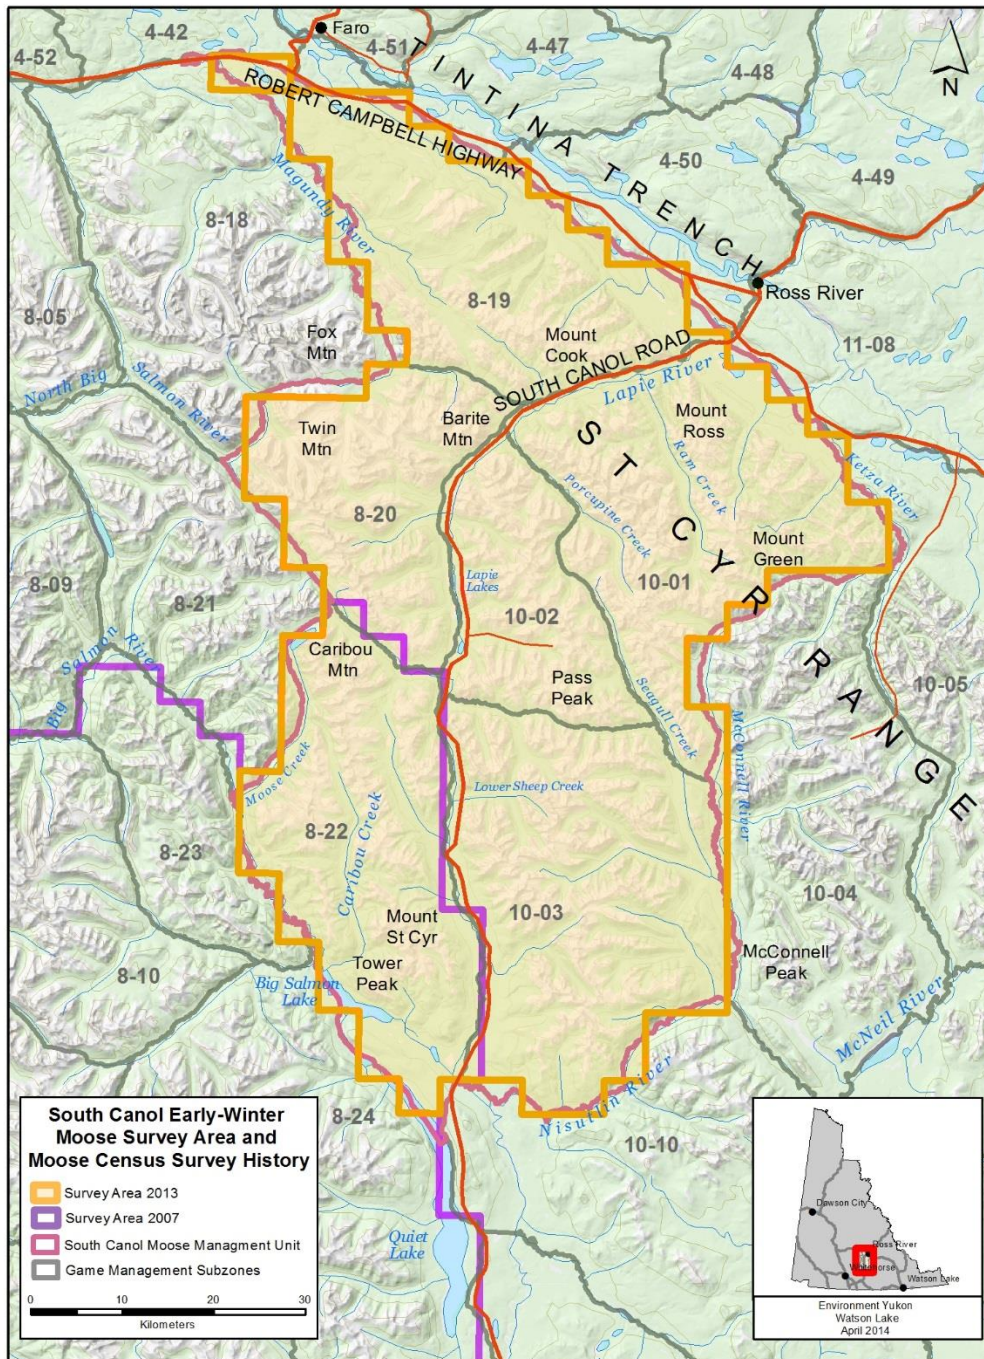 Faro
4-42
4-52
4-51
4-47
4-48
TINTINA TRENCH
ROBERT CAMPBELL HIGHWAY
4-50
4-49
N
Magundy River
8-18
8-05
8-19
Ross River
Fox
Mtn
Mount
Cook
SOUTH CANOL ROAD
11-08
North Big
Salmon River
Lapie River
Twin
Mtn
Barite
Mtn
Mount
Ross
ST CYR RANGE
Ram Creek
Ketza River
Porcupine Creek
8-20
Mount
Green
8-09
8-21
Lapie
Lakes
10-01
10-02
Big Salmon River
Caribou
Mtn
Pass
Peak
Seagull Creek
10-05
McConnell River
Moose Creek
Lower Sheep Creek
8-22
8-23
Caribou Creek
10-04
Mount
St Cyr
10-03
McConnell
Peak
8-10
Tower
Peak
Big Salmon
Lake
McNeil River
Nisutlin River
8-24
10-10
Quiet
Lake
South Canol Early-Winter
Moose Survey Area and
Moose Census Survey History
Survey Area 2013
Survey Area 2007
South Canol Moose Managment Unit
Game Management Subzones
0 10 20 30
Kilometers
Dawson City
Ross River
Whitehorse
Watson Lake
Environment Yukon
Watson Lake
April 2014